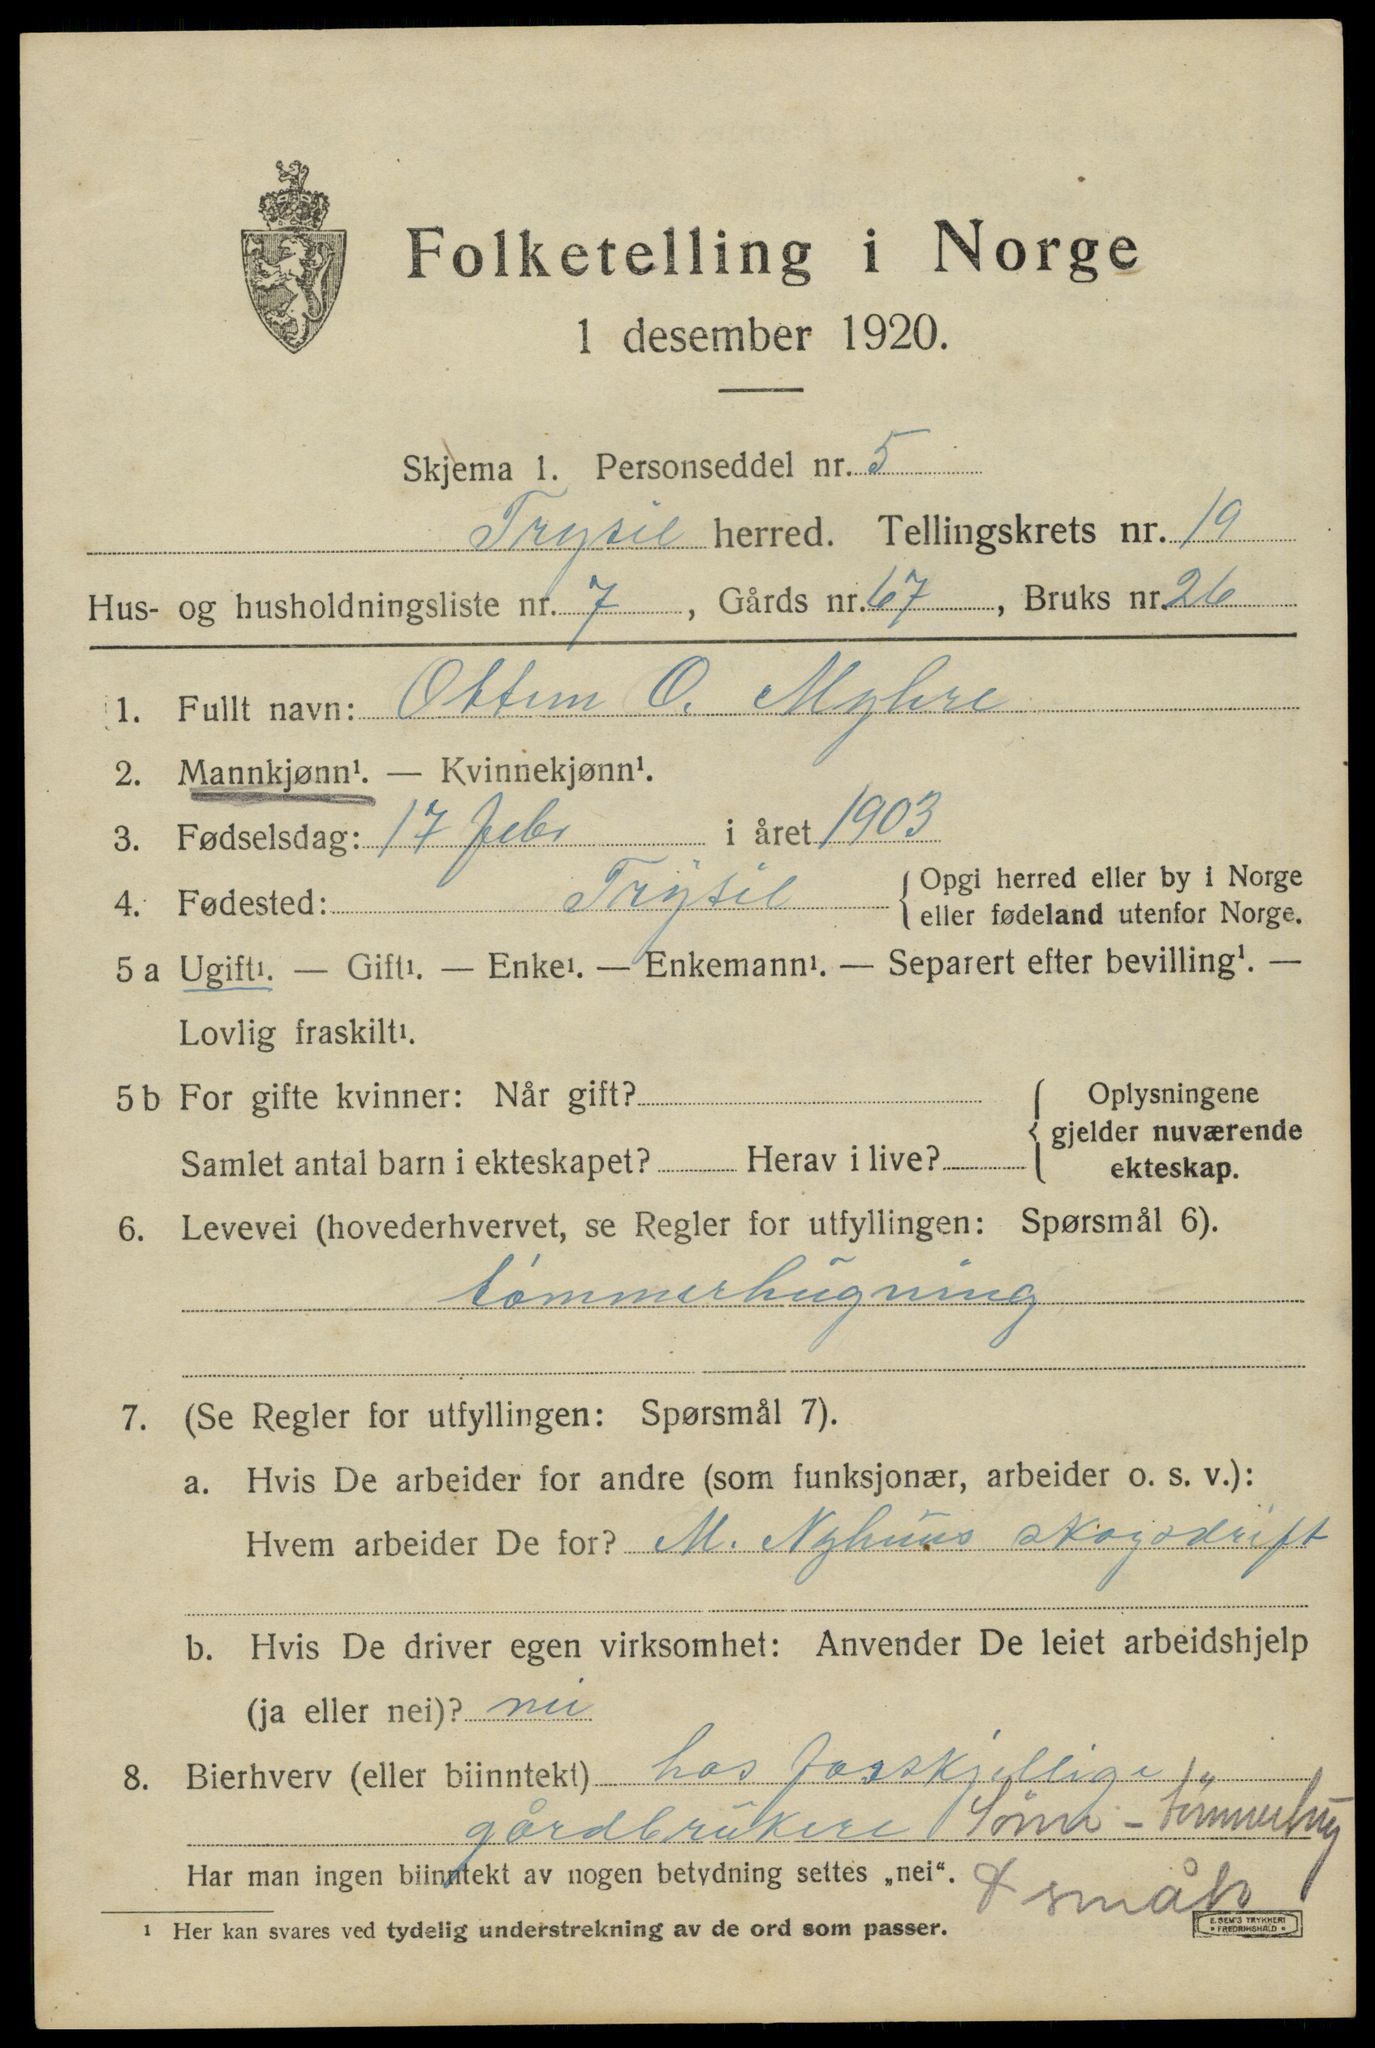 Folketelling i Norge
1 desember 1920.
Skjema 1. Personseddel nr. 5
Trysil herred. Tellingskrets nr. 19
Hus- og husholdningsliste nr. 7, Gårds nr. 67, Bruks nr. 26
1. Fullt navn: O. Myhre
2. Mannkjønn¹. — Kvinnekjønn¹.
3. Fødselsdag: 17 febr i året 1903
4. Fødested: Trysil { Opgi herred eller by i Norge
eller fødeland utenfor Norge.
5 a Ugift¹. — Gift¹. — Enke¹. — Enkemann¹. — Separert efter bevilling¹. —
Lovlig fraskilt¹.
5 b For gifte kvinner: Når gift? { Oplysningene
gjelder nuværende
ekteskap.
Samlet antal barn i ekteskapet? Herav i live?
6. Levevei (hovederhvervet, se Regler for utfyllingen: Spørsmål 6).
tømmerhugning
7. (Se Regler for utfyllingen: Spørsmål 7).
a. Hvis De arbeider for andre (som funksjonær, arbeider o. s. v.):
Hvem arbeider De for? M. Nyhuus skogsdrift
b. Hvis De driver egen virksomhet: Anvender De leiet arbeidshjelp
(ja eller nei)? nei
8. Bierhverv (eller biinntekt) hos forskjellige
gårdbrukere - tømmerhug
Har man ingen biinntekt av nogen betydning settes „nei“.
småb
¹ Her kan svares ved tydelig understrekning av de ord som passer.
E. SEM'S TRYKKERI
• FREDRIKSHALD •